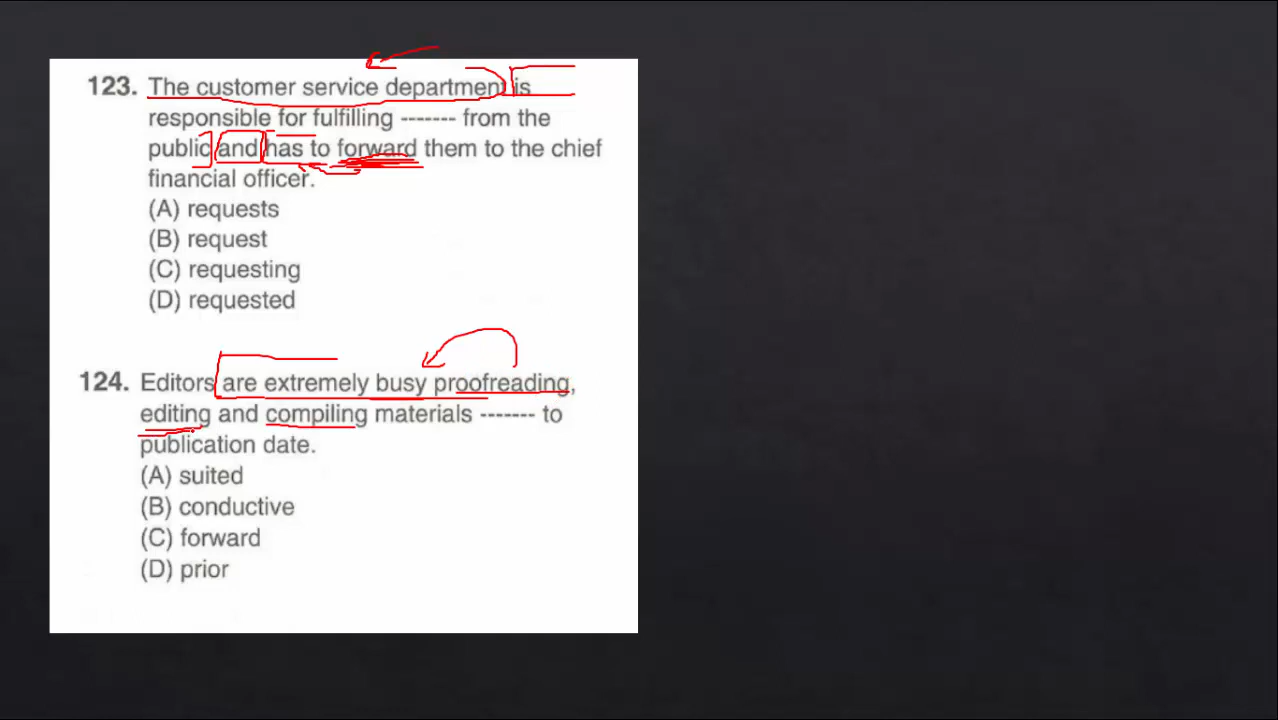 123. The customer service department is
responsible for fulfilling ------- from the
public and has to forward them to the chief
financial officer.
(A) requests
(B) request
(C) requesting
(D) requested
124. Editors are extremely busy proofreading,
editing and compiling materials ------- to
publication date.
(A) suited
(B) conductive
(C) forward
(D) prior